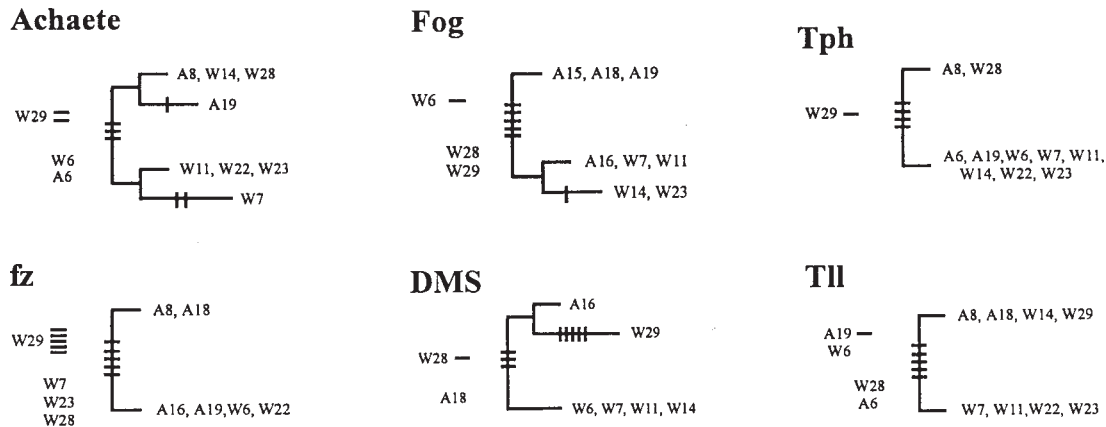 Achaete
A8, W14, W28
A19
W29
W6
A6
W11, W22, W23
W7
Fog
A15, A18, A19
W6
W28
W29
A16, W7, W11
W14, W23
Tph
A8, W28
W29
A6, A19,W6, W7, W11,
W14, W22, W23
fz
A8, A18
W29
W7
W23
W28
A16, A19,W6, W22
DMS
A16
W29
W28
A18
W6, W7, W11, W14
Tll
A8, A18, W14, W29
A19
W6
W28
A6
W7, W11,W22, W23